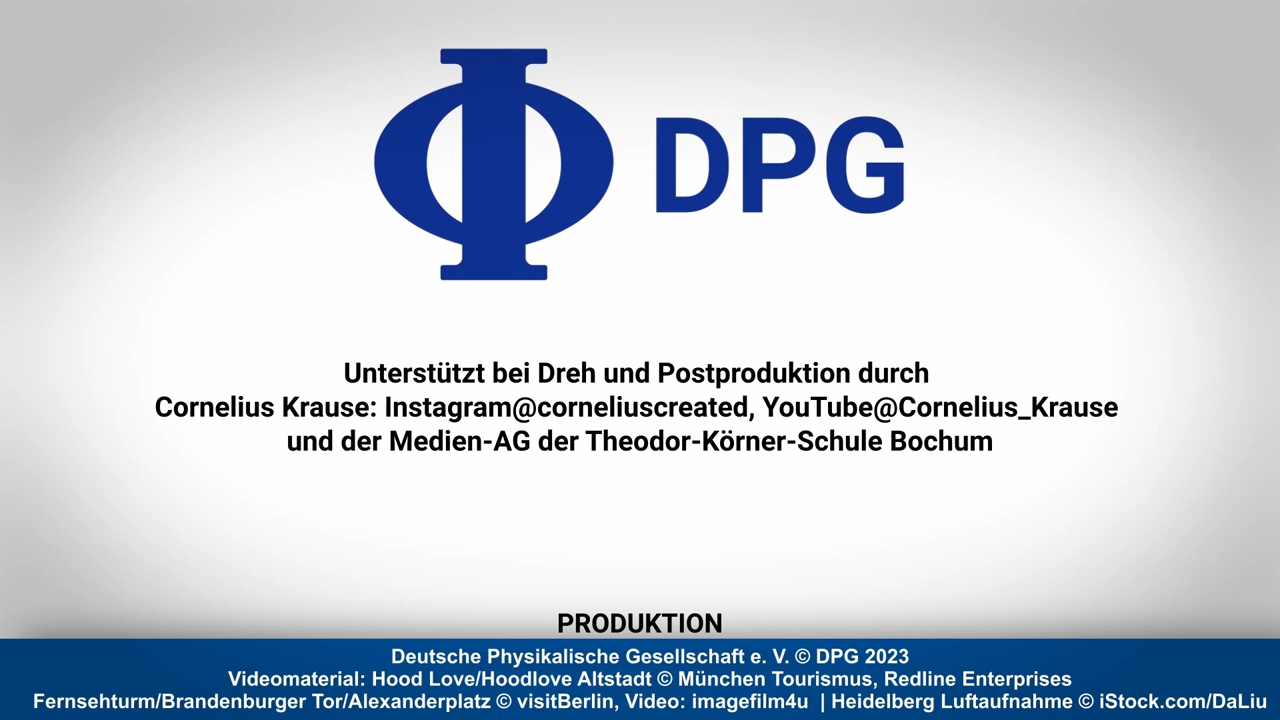 Φ DPG
Unterstützt bei Dreh und Postproduktion durch
Cornelius Krause: Instagram@corneliuscreated, YouTube@Cornelius_Krause
und der Medien-AG der Theodor-Körner-Schule Bochum
PRODUKTION
Deutsche Physikalische Gesellschaft e. V. © DPG 2023
Videomaterial: Hood Love/Hoodlove Altstadt © München Tourismus, Redline Enterprises
Fernsehturm/Brandenburger Tor/Alexanderplatz © visitBerlin, Video: imagefilm4u | Heidelberg Luftaufnahme © iStock.com/DaLiu